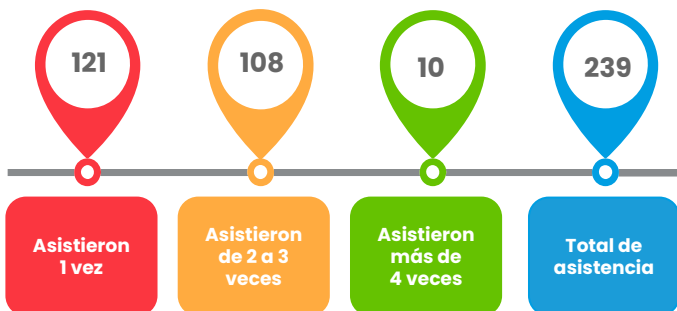 121
108
10
239
Asistieron
1 vez
Asistieron
de 2 a 3
veces
Asistieron
más de
4 veces
Total de
asistencia